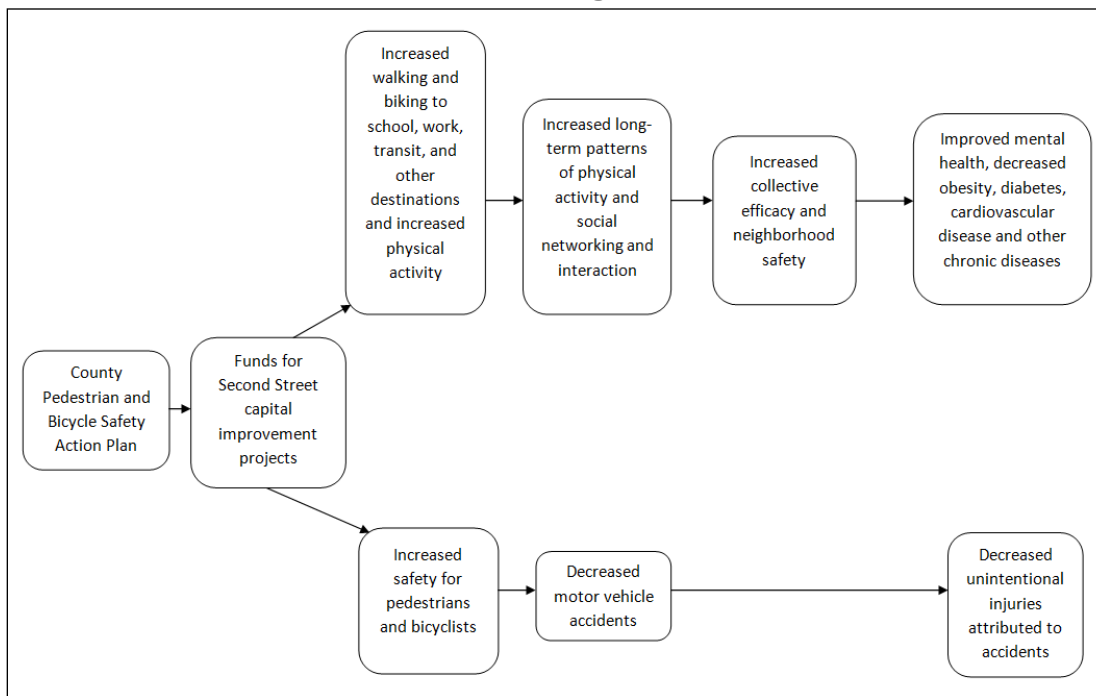 Increased
walking and
biking to
school, work,
transit, and
other
destinations
and increased
physical
activity
Increased long-
term patterns
of physical
activity and
social
networking and
interaction
Increased
collective
efficacy and
neighborhood
safety
Improved mental
health, decreased
obesity, diabetes,
cardiovascular
disease and other
chronic diseases
County
Pedestrian and
Bicycle Safety
Action Plan
Funds for
Second Street
capital
improvement
projects
Increased
safety for
pedestrians
and bicyclists
Decreased
motor vehicle
accidents
Decreased
unintentional
injuries
attributed to
accidents